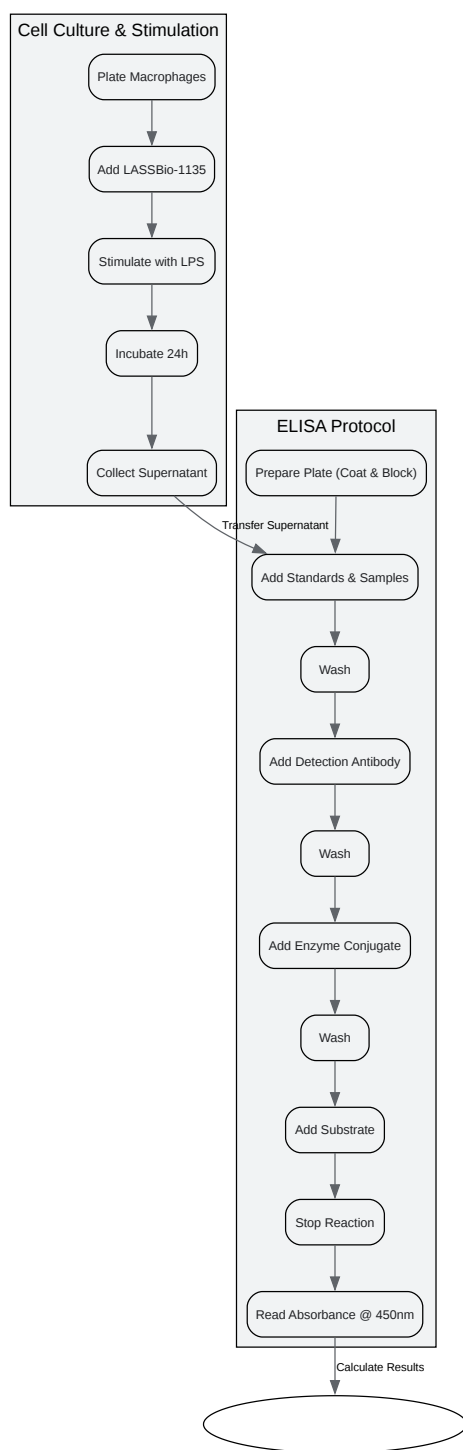 Cell Culture & Stimulation
Plate Macrophages
Add LASSBio-1135
Stimulate with LPS
Incubate 24h
Collect Supernatant
Transfer Supernatant
ELISA Protocol
Prepare Plate (Coat & Block)
Add Standards & Samples
Wash
Add Detection Antibody
Wash
Add Enzyme Conjugate
Wash
Add Substrate
Stop Reaction
Read Absorbance @ 450nm
Calculate Results